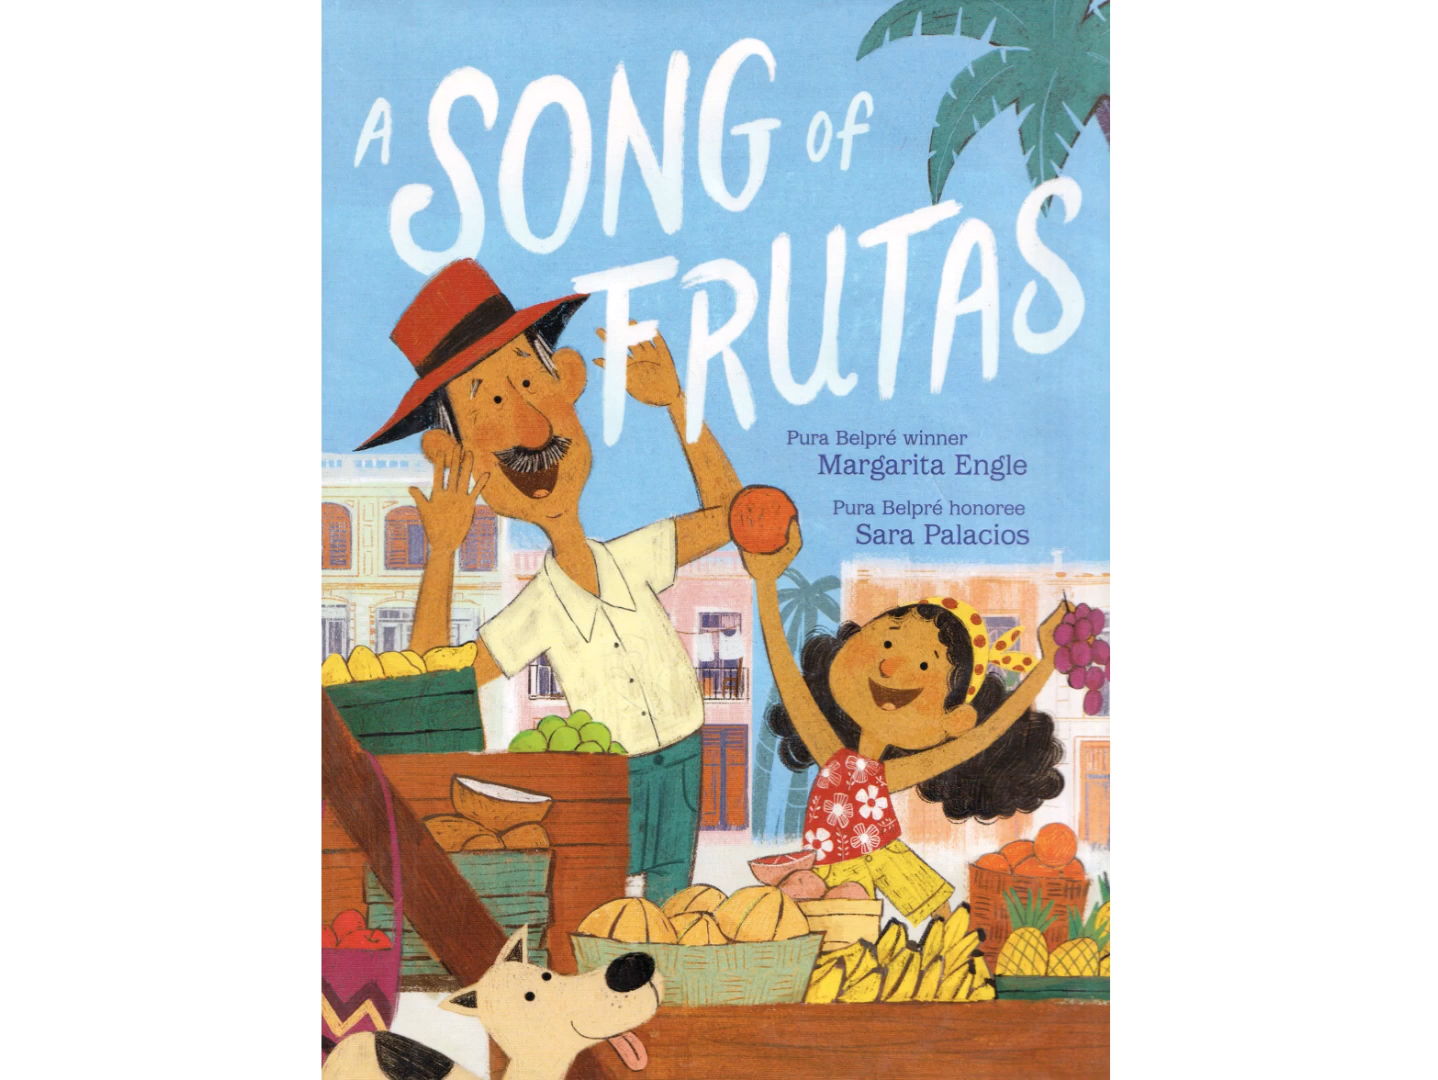 A SONG of
FRUTAS
Pura Belpré winner
Margarita Engle
Pura Belpré honoree
Sara Palacios